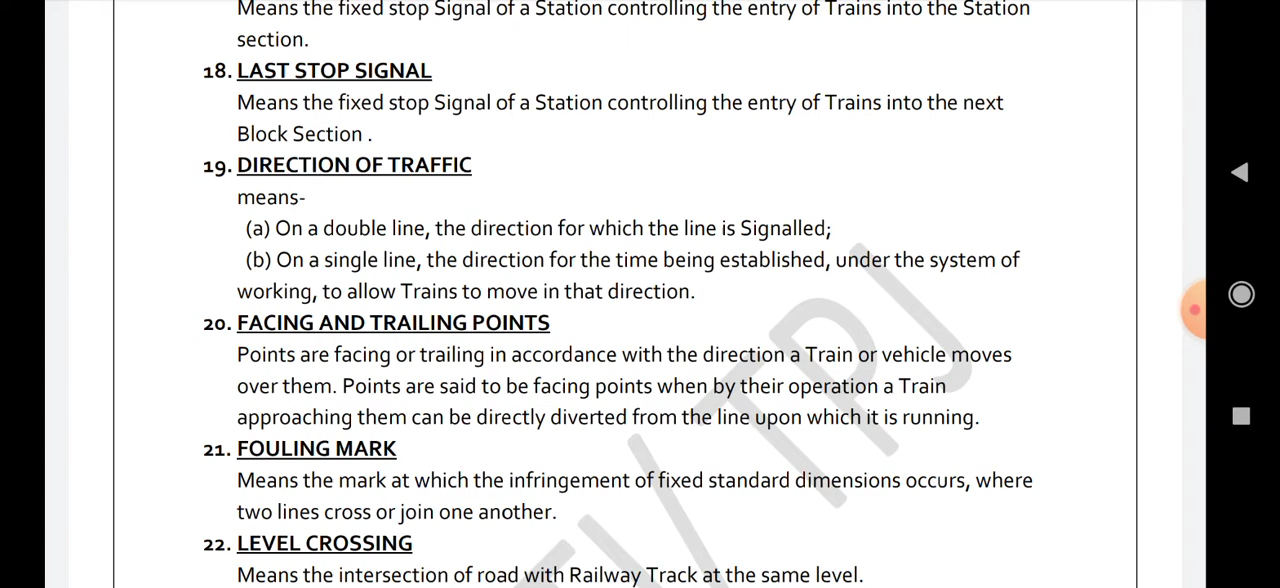 Means the fixed stop Signal of a Station controlling the entry of Trains into the Station
section.
18. LAST STOP SIGNAL
Means the fixed stop Signal of a Station controlling the entry of Trains into the next
Block Section .
19. DIRECTION OF TRAFFIC
means-
(a) On a double line, the direction for which the line is Signalled;
(b) On a single line, the direction for the time being established, under the system of
working, to allow Trains to move in that direction.
20. FACING AND TRAILING POINTS
Points are facing or trailing in accordance with the direction a Train or vehicle moves
over them. Points are said to be facing points when by their operation a Train
approaching them can be directly diverted from the line upon which it is running.
21. FOULING MARK
Means the mark at which the infringement of fixed standard dimensions occurs, where
two lines cross or join one another.
22. LEVEL CROSSING
Means the intersection of road with Railway Track at the same level.
/ TPJ